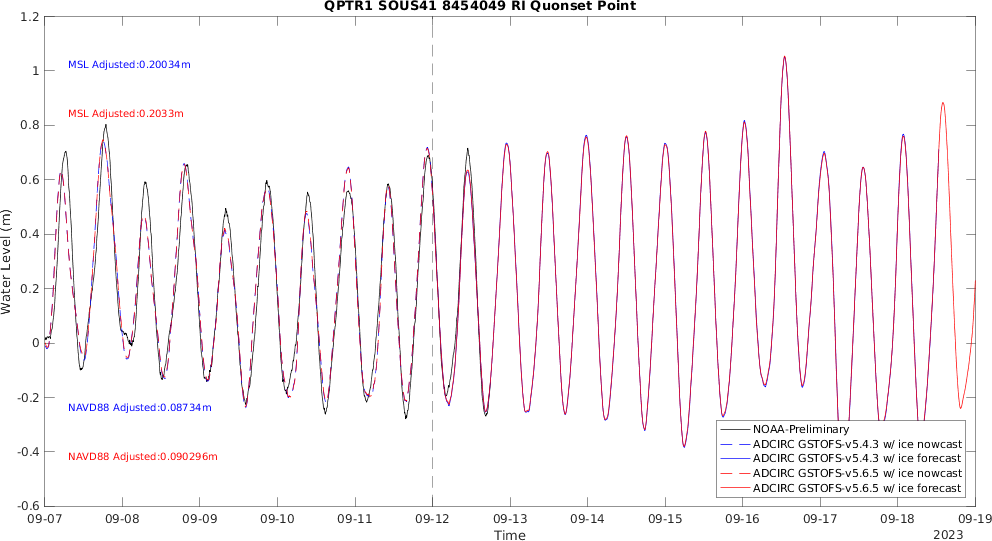 QPTR1 SOUS41 8454049 RI Quonset Point
Water Level (m)
1.2
1
0.8
0.6
0.4
0.2
0
-0.2
-0.4
-0.6
MSL Adjusted:0.20034m
MSL Adjusted:0.2033m
NAVD88 Adjusted:0.08734m
NAVD88 Adjusted:0.090296m
NOAA-Preliminary
ADCIRC GSTOFS-v5.4.3 w/ ice nowcast
ADCIRC GSTOFS-v5.4.3 w/ ice forecast
ADCIRC GSTOFS-v5.6.5 w/ ice nowcast
ADCIRC GSTOFS-v5.6.5 w/ ice forecast
09-07 09-08 09-09 09-10 09-11 09-12 09-13 09-14 09-15 09-16 09-17 09-18 09-19
Time
2023